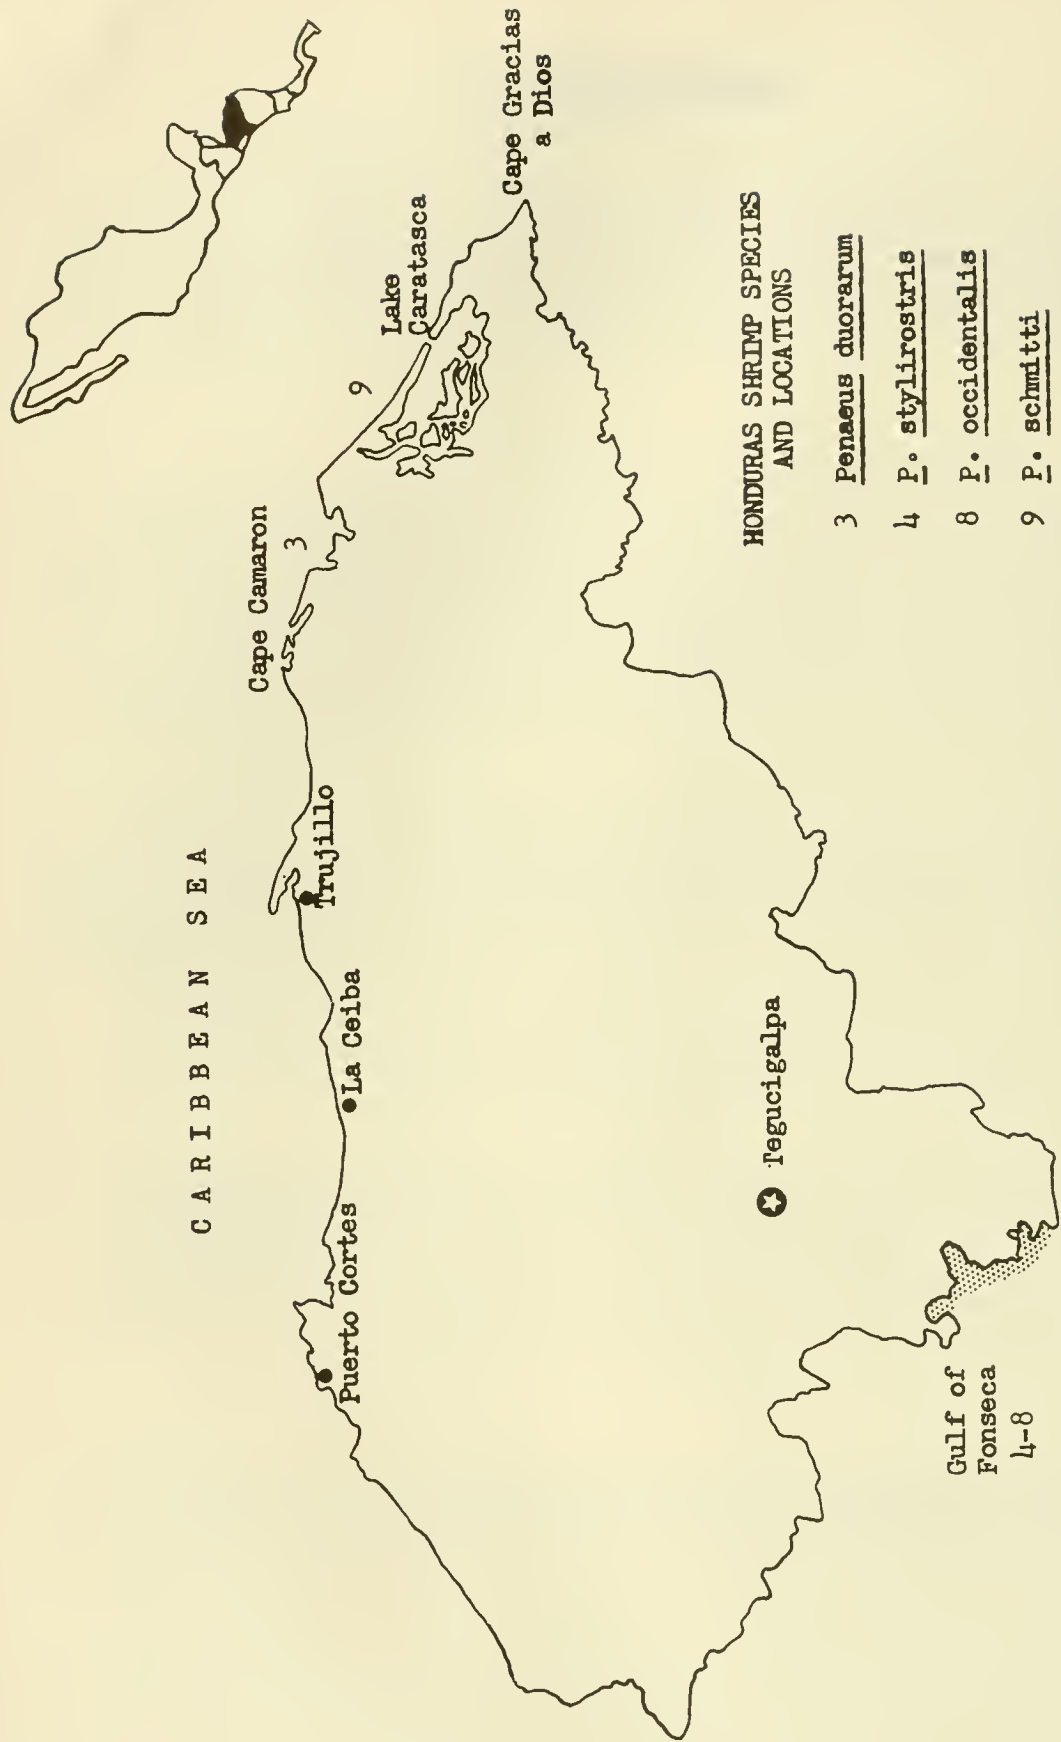 CARIBBEAN SEA
Cape Camaron
3
9
Lake
Caratasca
Cape Gracias
a Dios
Puerto Cortes
La Ceiba
Trujillo
Tegucigalpa
Gulf of
Fonseca
4-8
HONDURAS SHRIMP SPECIES
AND LOCATIONS
3 Penaeus duorarum
4 P. stylirostris
8 P. occidentalis
9 P. schmitti